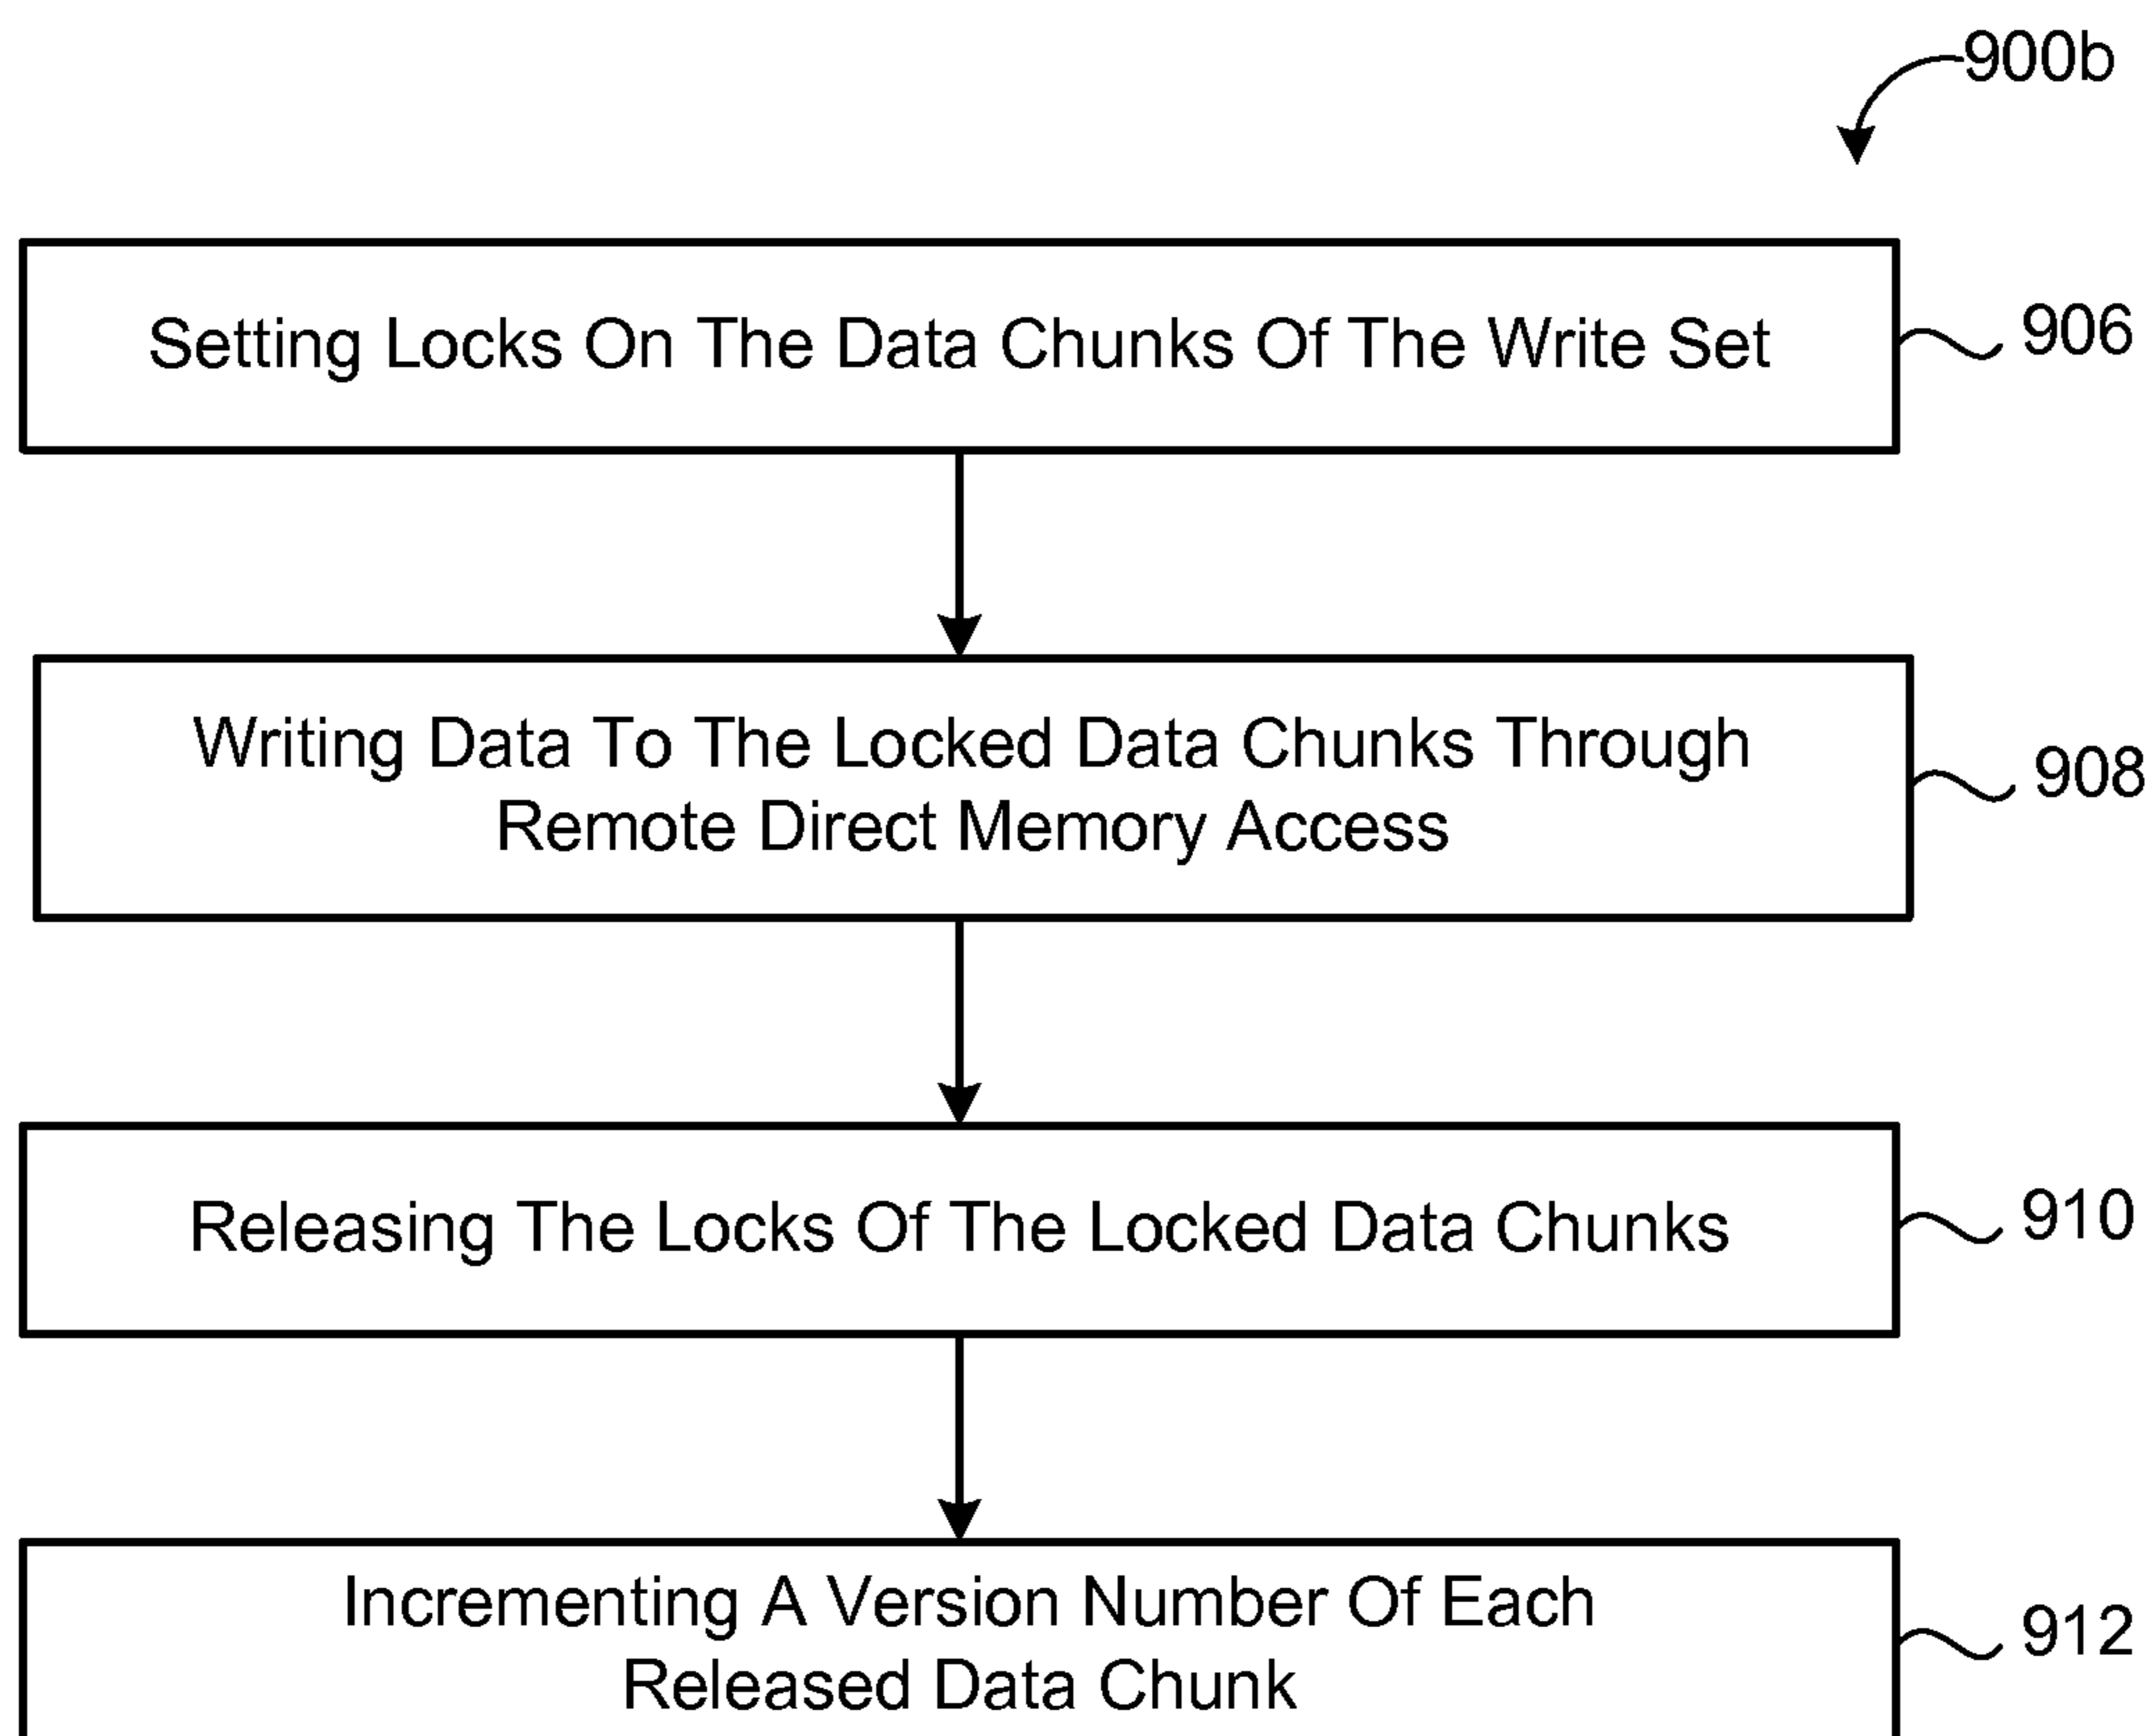 900b
Setting Locks On The Data Chunks Of The Write Set
906
Writing Data To The Locked Data Chunks Through
Remote Direct Memory Access
908
Releasing The Locks Of The Locked Data Chunks
910
Incrementing A Version Number Of Each
Released Data Chunk
912